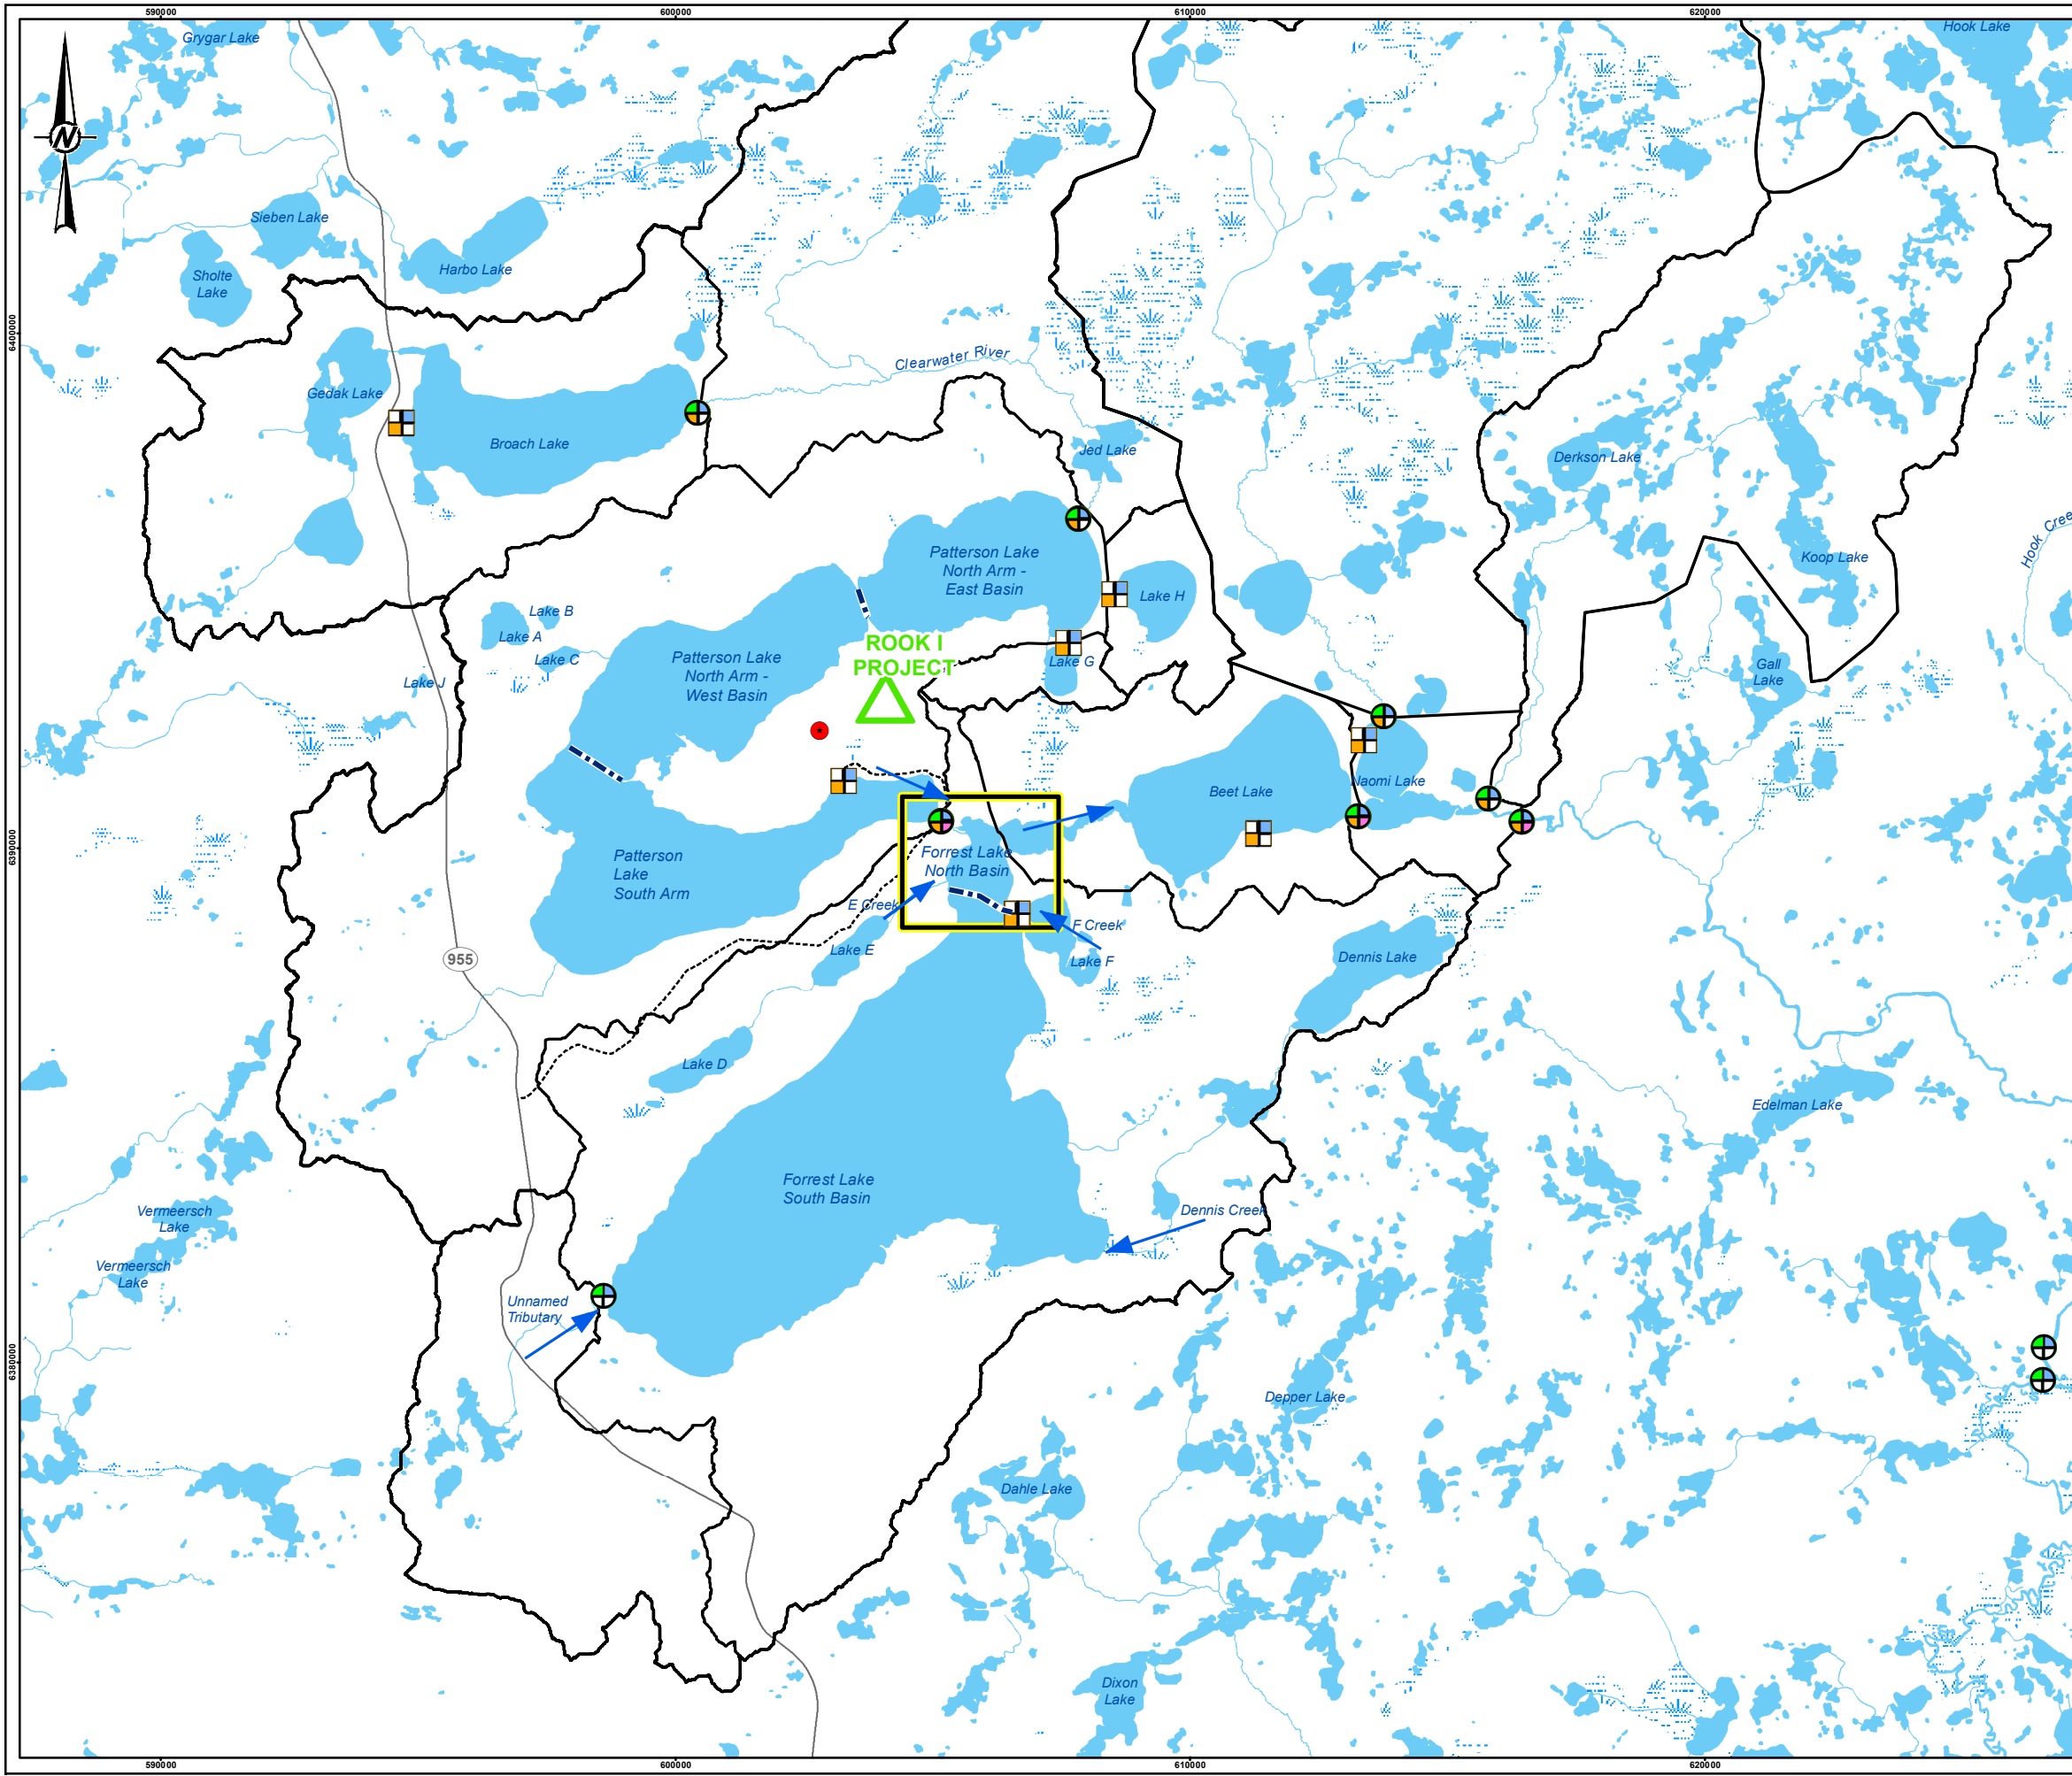 590000
600000
610000
620000
Grygar Lake
Hook Lake
N
Sieben Lake
Sholte
Lake
Harbo Lake
6400000
Clearwater River
Gedak Lake
Broach Lake
Jed Lake
Derkson Lake
Koop Lake
Hook Cree
Patterson Lake
North Arm -
East Basin
Lake H
Lake B
Lake A
Lake C
Lake J
ROOK I
PROJECT
Patterson Lake
North Arm -
West Basin
Lake G
Gall
Lake
Naomi Lake
Beet Lake
6390000
Patterson
Lake
South Arm
Forrest Lake
North Basin
E Creek
F Creek
Lake E
Lake F
Dennis Lake
955
Lake D
Edelman Lake
Forrest Lake
South Basin
Vermeersch
Lake
Vermeersch
Lake
Dennis Creek
Unnamed
Tributary
6380000
Depper Lake
Dahle Lake
Dixon
Lake
590000
600000
610000
620000